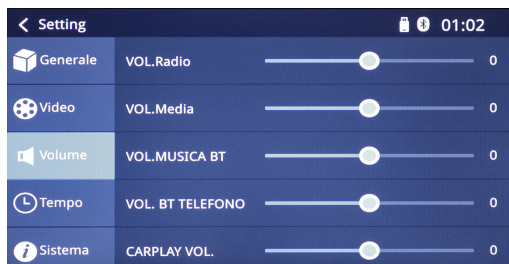 Setting 01:02
Generale VOL.Radio 0
Video VOL.Media 0
Volume VOL.MUSICA BT 0
Tempo VOL. BT TELEFONO 0
Sistema CARPLAY VOL. 0